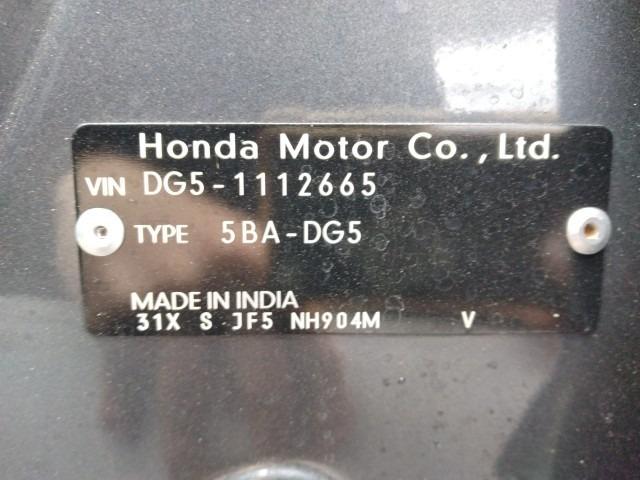 Honda Motor Co., Ltd.
VIN DG5-1112665
TYPE 5BA-DG5
MADE IN INDIA
31X S JF5 NH904M V